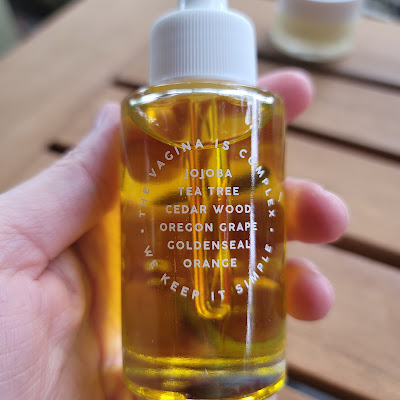 THE VAGINA IS COMPLEX
JOJOBA
TEA TREE
CEDAR WOOD
OREGON GRAPE
GOLDENSEAL
ORANGE
WE KEEP IT SIMPLE